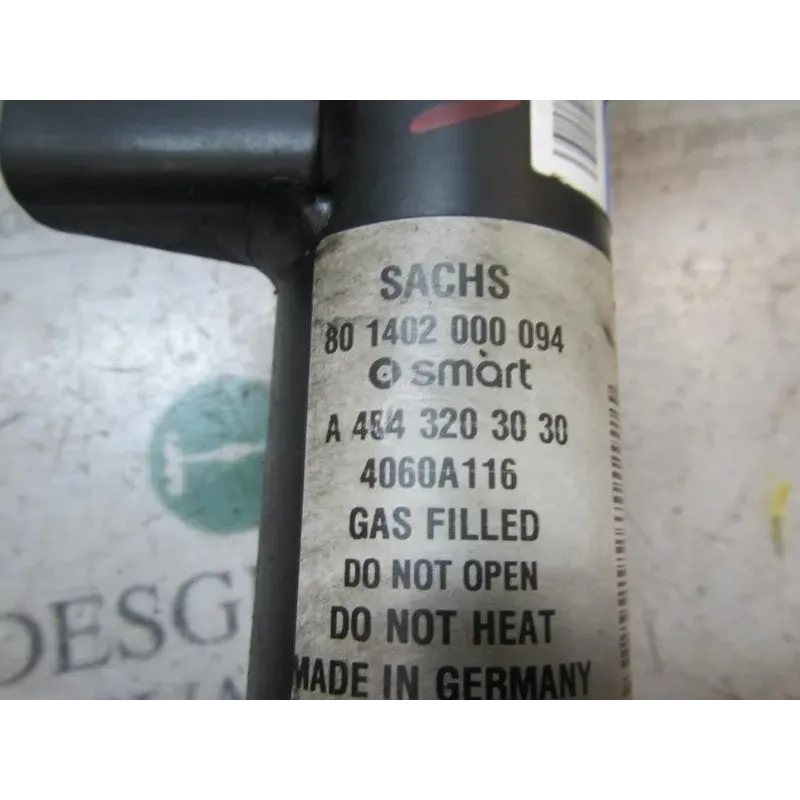 SACHS
80 1402 000 094
smart
A 454 320 30 30
4060A116
GAS FILLED
DO NOT OPEN
DO NOT HEAT
MADE IN GERMANY
DESG